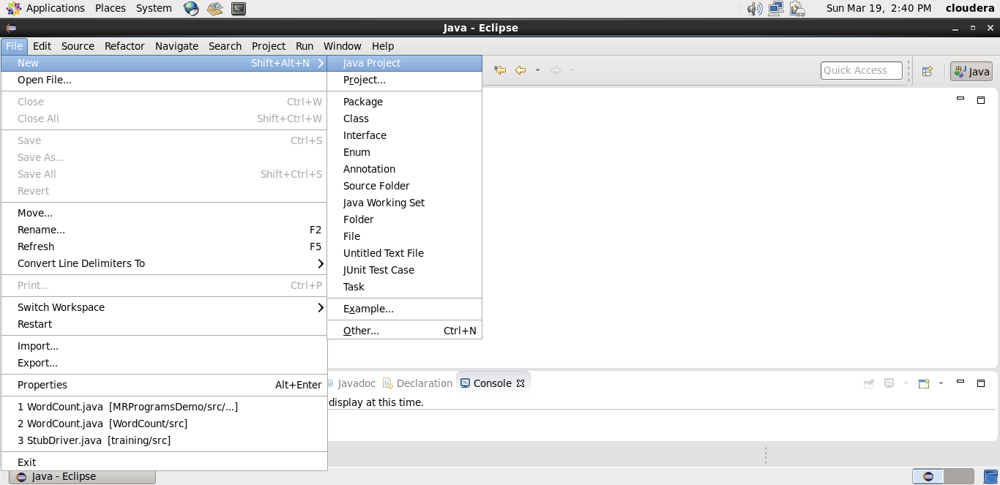 Applications Places System Sun Mar 19, 2:40 PM cloudera
Java - Eclipse
File Edit Source Refactor Navigate Search Project Run Window Help
New Shift+Alt+N
Open File...
Close Ctrl+W
Close All Shift+Ctrl+W
Save Ctrl+S
Save As...
Save All Shift+Ctrl+S
Revert
Move...
Rename... F2
Refresh F5
Convert Line Delimiters To
Print... Ctrl+P
Switch Workspace
Restart
Import...
Export...
Properties Alt+Enter
1 WordCount.java [MRProgramsDemo/src/...]
2 WordCount.java [WordCount/src]
3 StubDriver.java [training/src]
Exit
Java Project
Project...
Package
Class
Interface
Enum
Annotation
Source Folder
Java Working Set
Folder
File
Untitled Text File
JUnit Test Case
Task
Example...
Other... Ctrl+N
Quick Access Java
@ Javadoc Declaration Console
display at this time.
Java - Eclipse